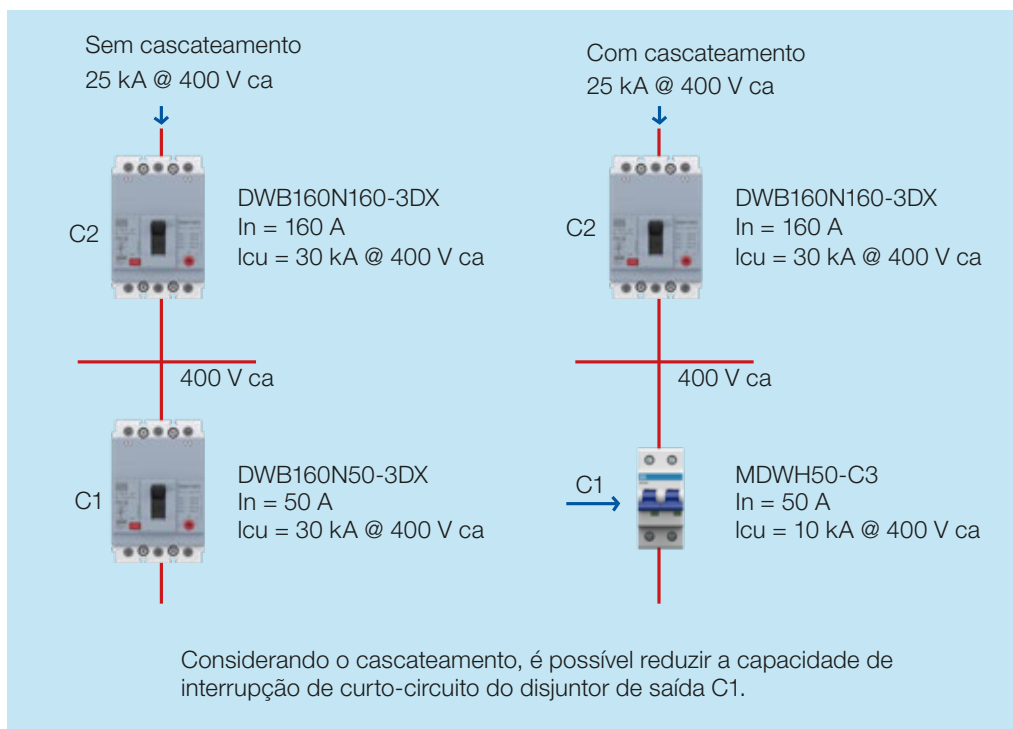 Sem cascateamento
25 kA @ 400 V ca
C2
DWB160N160-3DX
In = 160 A
Icu = 30 kA @ 400 V ca
400 V ca
C1
DWB160N50-3DX
In = 50 A
Icu = 30 kA @ 400 V ca
Com cascateamento
25 kA @ 400 V ca
C2
DWB160N160-3DX
In = 160 A
Icu = 30 kA @ 400 V ca
400 V ca
C1
MDWH50-C3
In = 50 A
Icu = 10 kA @ 400 V ca
Considerando o cascateamento, é possível reduzir a capacidade de
interrupção de curto-circuito do disjuntor de saída C1.